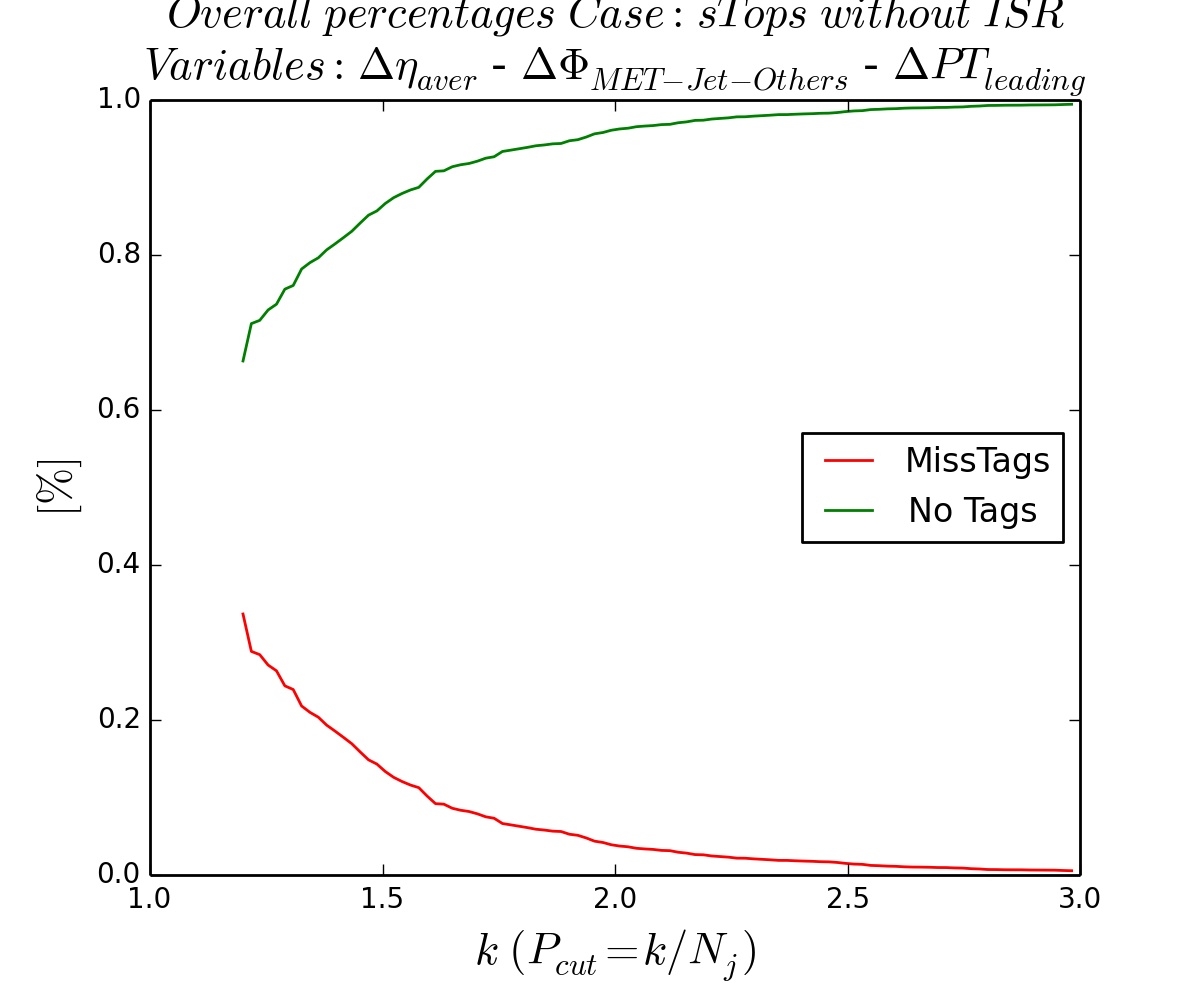 Overall percentages Case: sTops without ISR
Variables: Δη_aver - ΔΦ_MET−Jet−Others - ΔPT_leading
1.0
0.8
0.6
0.4
0.2
0.0
[%]
MissTags
No Tags
1.0 1.5 2.0 2.5 3.0
k (P_cut = k/N_j)